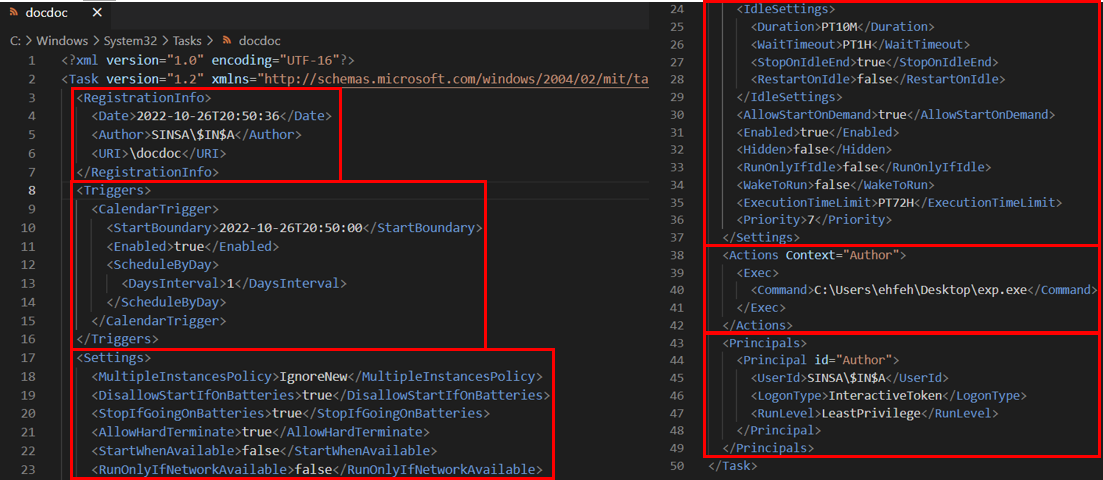 docdoc
C: > Windows > System32 > Tasks > docdoc
1 <?xml version="1.0" encoding="UTF-16"?>
2 <Task version="1.2" xmlns="http://schemas.microsoft.com/windows/2004/02/mit/ta
3 <RegistrationInfo>
4 <Date>2022-10-26T20:50:36</Date>
5 <Author>SINSA\$IN$A</Author>
6 <URI>\docdoc</URI>
7 </RegistrationInfo>
8 <Triggers>
9 <CalendarTrigger>
10 <StartBoundary>2022-10-26T20:50:00</StartBoundary>
11 <Enabled>true</Enabled>
12 <ScheduleByDay>
13 <DaysInterval>1</DaysInterval>
14 </ScheduleByDay>
15 </CalendarTrigger>
16 </Triggers>
17 <Settings>
18 <MultipleInstancesPolicy>IgnoreNew</MultipleInstancesPolicy>
19 <DisallowStartIfOnBatteries>true</DisallowStartIfOnBatteries>
20 <StopIfGoingOnBatteries>true</StopIfGoingOnBatteries>
21 <AllowHardTerminate>true</AllowHardTerminate>
22 <StartWhenAvailable>false</StartWhenAvailable>
23 <RunOnlyIfNetworkAvailable>false</RunOnlyIfNetworkAvailable>
24 <IdleSettings>
25 <Duration>PT10M</Duration>
26 <WaitTimeout>PT1H</WaitTimeout>
27 <StopOnIdleEnd>true</StopOnIdleEnd>
28 <RestartOnIdle>false</RestartOnIdle>
29 </IdleSettings>
30 <AllowStartOnDemand>true</AllowStartOnDemand>
31 <Enabled>true</Enabled>
32 <Hidden>false</Hidden>
33 <RunOnlyIfIdle>false</RunOnlyIfIdle>
34 <WakeToRun>false</WakeToRun>
35 <ExecutionTimeLimit>PT72H</ExecutionTimeLimit>
36 <Priority>7</Priority>
37 </Settings>
38 <Actions Context="Author">
39 <Exec>
40 <Command>C:\Users\ehfeh\Desktop\exp.exe</Command>
41 </Exec>
42 </Actions>
43 <Principals>
44 <Principal id="Author">
45 <UserId>SINSA\$IN$A</UserId>
46 <LogonType>InteractiveToken</LogonType>
47 <RunLevel>LeastPrivilege</RunLevel>
48 </Principal>
49 </Principals>
50 </Task>